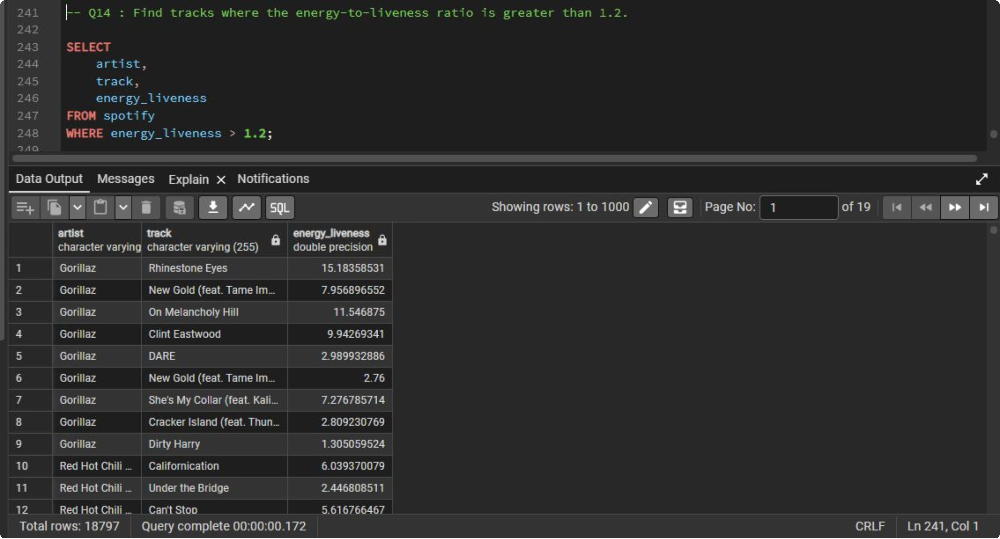 241 -- Q14 : Find tracks where the energy-to-liveness ratio is greater than 1.2.
242
243 SELECT
244 artist,
245 track,
246 energy_liveness
247 FROM spotify
248 WHERE energy_liveness > 1.2;
249
Data Output Messages Explain × Notifications
SQL Showing rows: 1 to 1000 Page No: 1 of 19
artist track energy_liveness
character varying character varying (255) double precision
1 Gorillaz Rhinestone Eyes 15.18358531
2 Gorillaz New Gold (feat. Tame Im... 7.956896552
3 Gorillaz On Melancholy Hill 11.546875
4 Gorillaz Clint Eastwood 9.94269341
5 Gorillaz DARE 2.989932886
6 Gorillaz New Gold (feat. Tame Im... 2.76
7 Gorillaz She's My Collar (feat. Kali... 7.276785714
8 Gorillaz Cracker Island (feat. Thun... 2.809230769
9 Gorillaz Dirty Harry 1.305059524
10 Red Hot Chili ... Californication 6.039370079
11 Red Hot Chili ... Under the Bridge 2.446808511
12 Red Hot Chili ... Can't Stop 5.616766467
Total rows: 18797 Query complete 00:00:00.172 CRLF Ln 241, Col 1